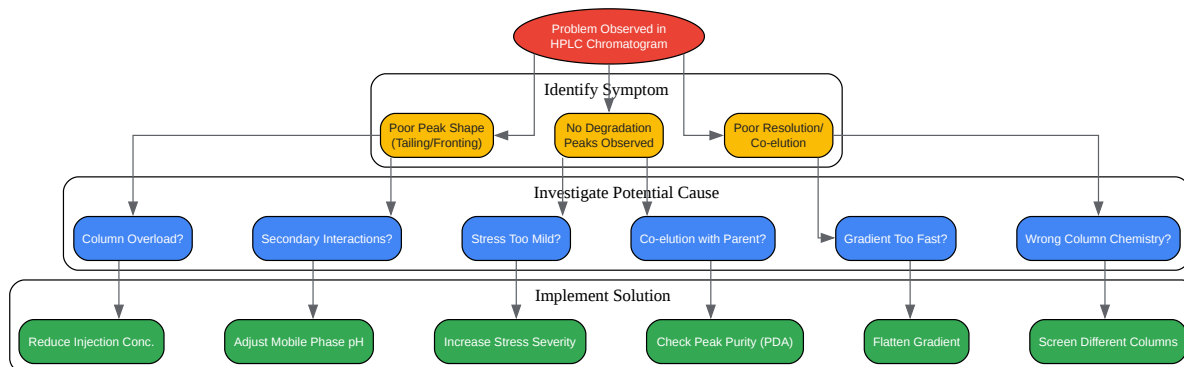 Problem Observed in
HPLC Chromatogram
Identify Symptom
Poor Peak Shape
(Tailing/Fronting)
No Degradation
Peaks Observed
Poor Resolution/
Co-elution
Investigate Potential Cause
Column Overload?
Secondary Interactions?
Stress Too Mild?
Co-elution with Parent?
Gradient Too Fast?
Wrong Column Chemistry?
Implement Solution
Reduce Injection Conc.
Adjust Mobile Phase pH
Increase Stress Severity
Check Peak Purity (PDA)
Flatten Gradient
Screen Different Columns